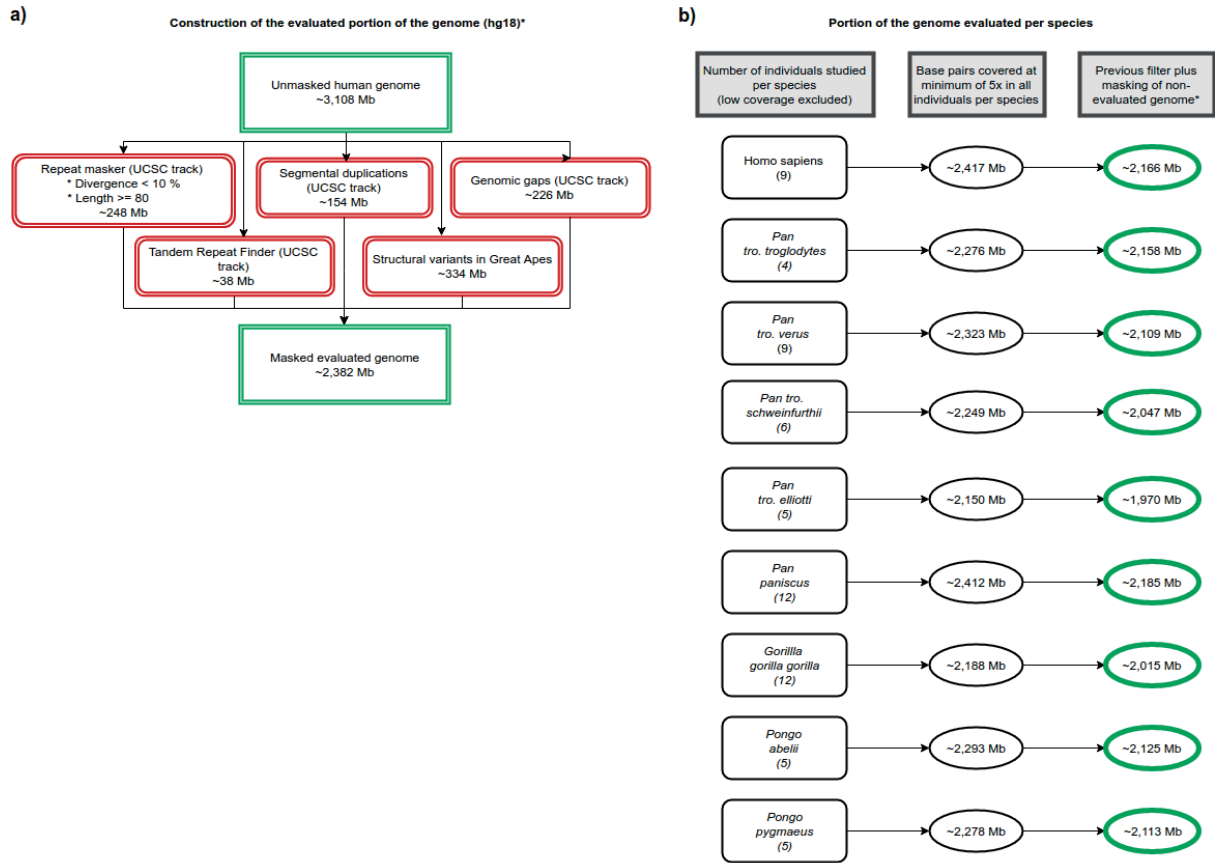 a)
Construction of the evaluated portion of the genome (hg18)*
Unmasked human genome
~3,108 Mb
Repeat masker (UCSC track)
* Divergence < 10 %
* Length >= 80
~248 Mb
Segmental duplications
(UCSC track)
~154 Mb
Genomic gaps (UCSC track)
~226 Mb
Tandem Repeat Finder (UCSC
track)
~38 Mb
Structural variants in Great Apes
~334 Mb
Masked evaluated genome
~2,382 Mb
b)
Portion of the genome evaluated per species
Number of individuals studied
per species
(low coverage excluded)
Base pairs covered at
minimum of 5x in all
individuals per species
Previous filter plus
masking of non-
evaluated genome*
Homo sapiens
(9)
~2,417 Mb
~2,166 Mb
Pan
tro. troglodytes
(4)
~2,276 Mb
~2,158 Mb
Pan
tro. verus
(9)
~2,323 Mb
~2,109 Mb
Pan tro.
schweinfurthii
(6)
~2,249 Mb
~2,047 Mb
Pan
tro. elliotti
(5)
~2,150 Mb
~1,970 Mb
Pan
paniscus
(12)
~2,412 Mb
~2,185 Mb
Gorillla
gorilla gorilla
(12)
~2,188 Mb
~2,015 Mb
Pongo
abelii
(5)
~2,293 Mb
~2,125 Mb
Pongo
pygmaeus
(5)
~2,278 Mb
~2,113 Mb